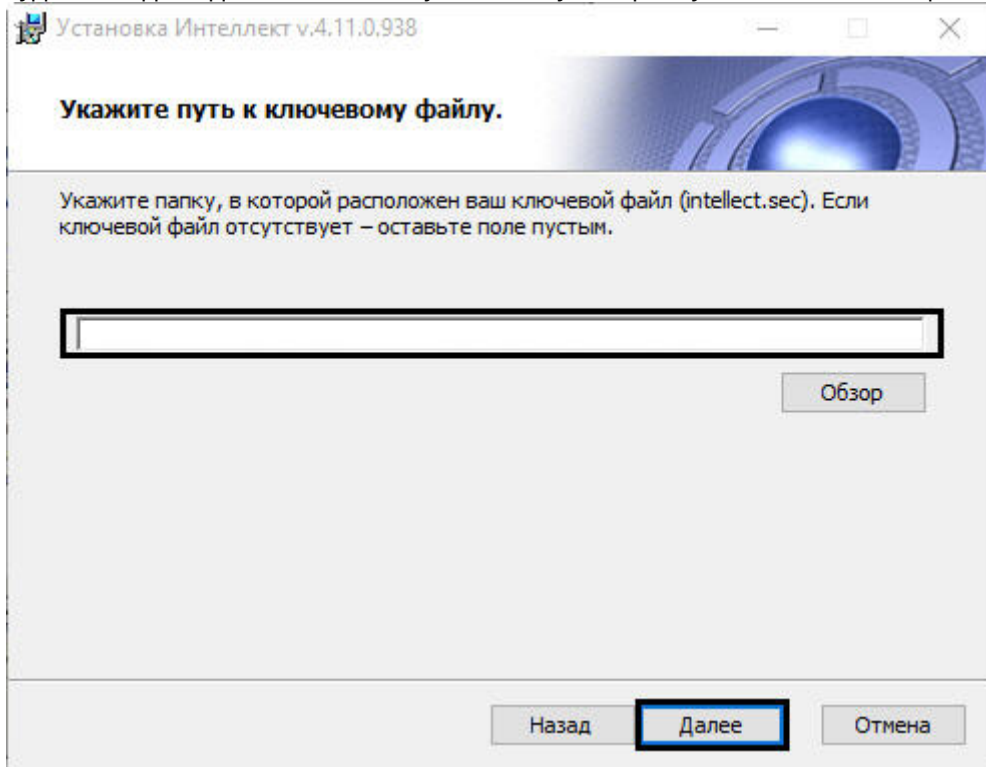 Установка Интеллект v.4.11.0.938
Укажите путь к ключевому файлу.
Укажите папку, в которой расположен ваш ключевой файл (intellect.sec). Если
ключевой файл отсутствует – оставьте поле пустым.
Обзор
Назад Далее Отмена